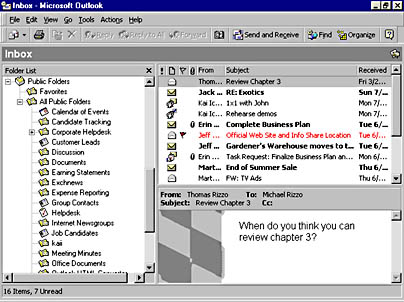 Inbox - Microsoft Outlook
File Edit View Go Tools Actions Help
Reply Reply to All Forward Send and Receive Find Organize
Inbox
Folder List
Public Folders
Favorites
All Public Folders
Calendar of Events
Candidate Tracking
Corporate Helpdesk
Customer Leads
Discussion
Documents
Earning Statements
Exchnews
Expense Reporting
Group Contacts
Helpdesk
Internet Newsgroups
Job Candidates
kaii
Meeting Minutes
Office Documents
Outlook HTML Converter
! From Subject Received
Thom... Review Chapter 3 Fri 3/2...
Jack ... RE: Exotics Sun 7/...
Kai Ic... 1x1 with John Mon 7/...
Kai Ic... Rehearse demos Mon 7/...
Erin ... Complete Business Plan Tue 6/...
Jeff ... Official Web Site and Info Share Location Tue 6/...
Jeff ... Gardener's Warehouse moves to t... Tue 6/...
Erin ... Task Request: Finalize Business Plan an... Tue 6/...
Mart... End of Summer Sale Tue 6/...
Mart... FW: TV Ads Tue 6/...
From: Thomas Rizzo To: Michael Rizzo
Subject: Review Chapter 3 Cc:
When do you think you can
review chapter 3?
16 Items, 7 Unread